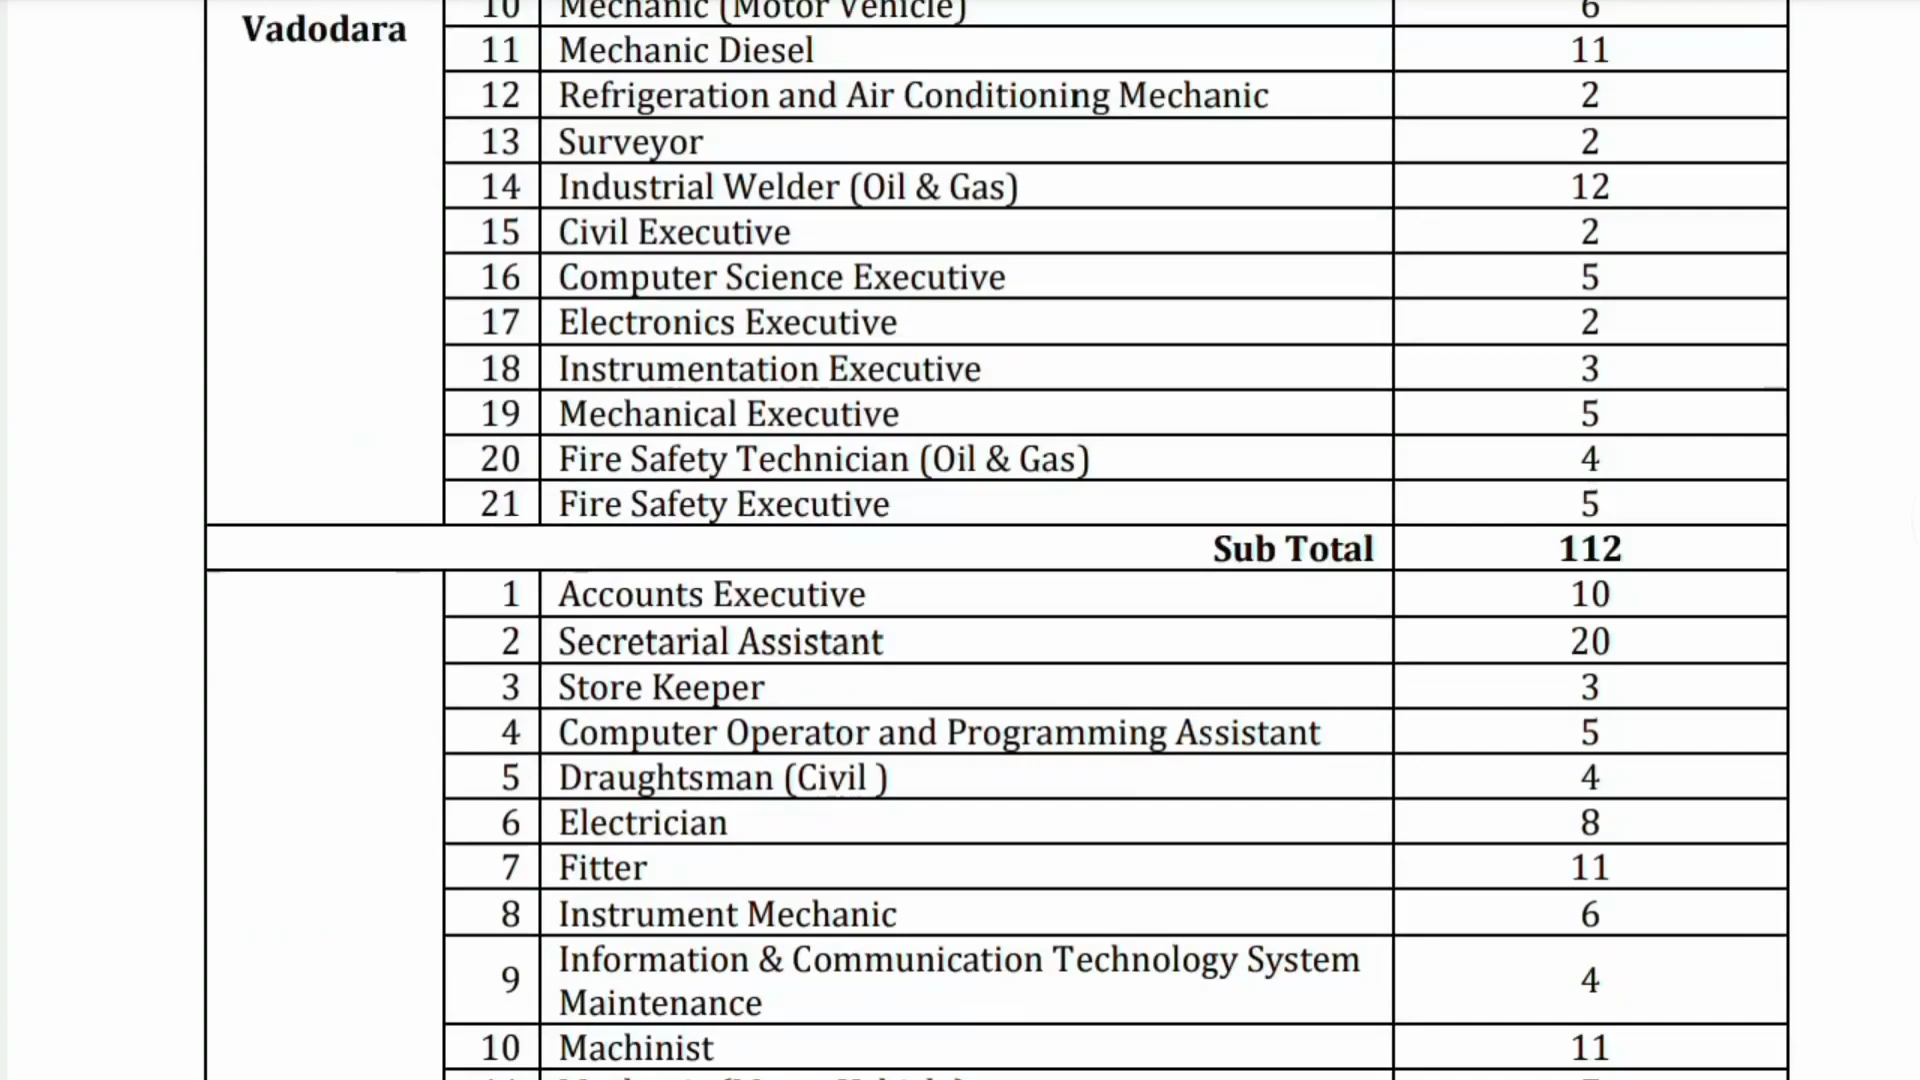 Vadodara
10 Mechanic (Motor Vehicle) 6
11 Mechanic Diesel 11
12 Refrigeration and Air Conditioning Mechanic 2
13 Surveyor 2
14 Industrial Welder (Oil & Gas) 12
15 Civil Executive 2
16 Computer Science Executive 5
17 Electronics Executive 2
18 Instrumentation Executive 3
19 Mechanical Executive 5
20 Fire Safety Technician (Oil & Gas) 4
21 Fire Safety Executive 5
Sub Total 112
1 Accounts Executive 10
2 Secretarial Assistant 20
3 Store Keeper 3
4 Computer Operator and Programming Assistant 5
5 Draughtsman (Civil ) 4
6 Electrician 8
7 Fitter 11
8 Instrument Mechanic 6
9 Information & Communication Technology System 4
Maintenance
10 Machinist 11